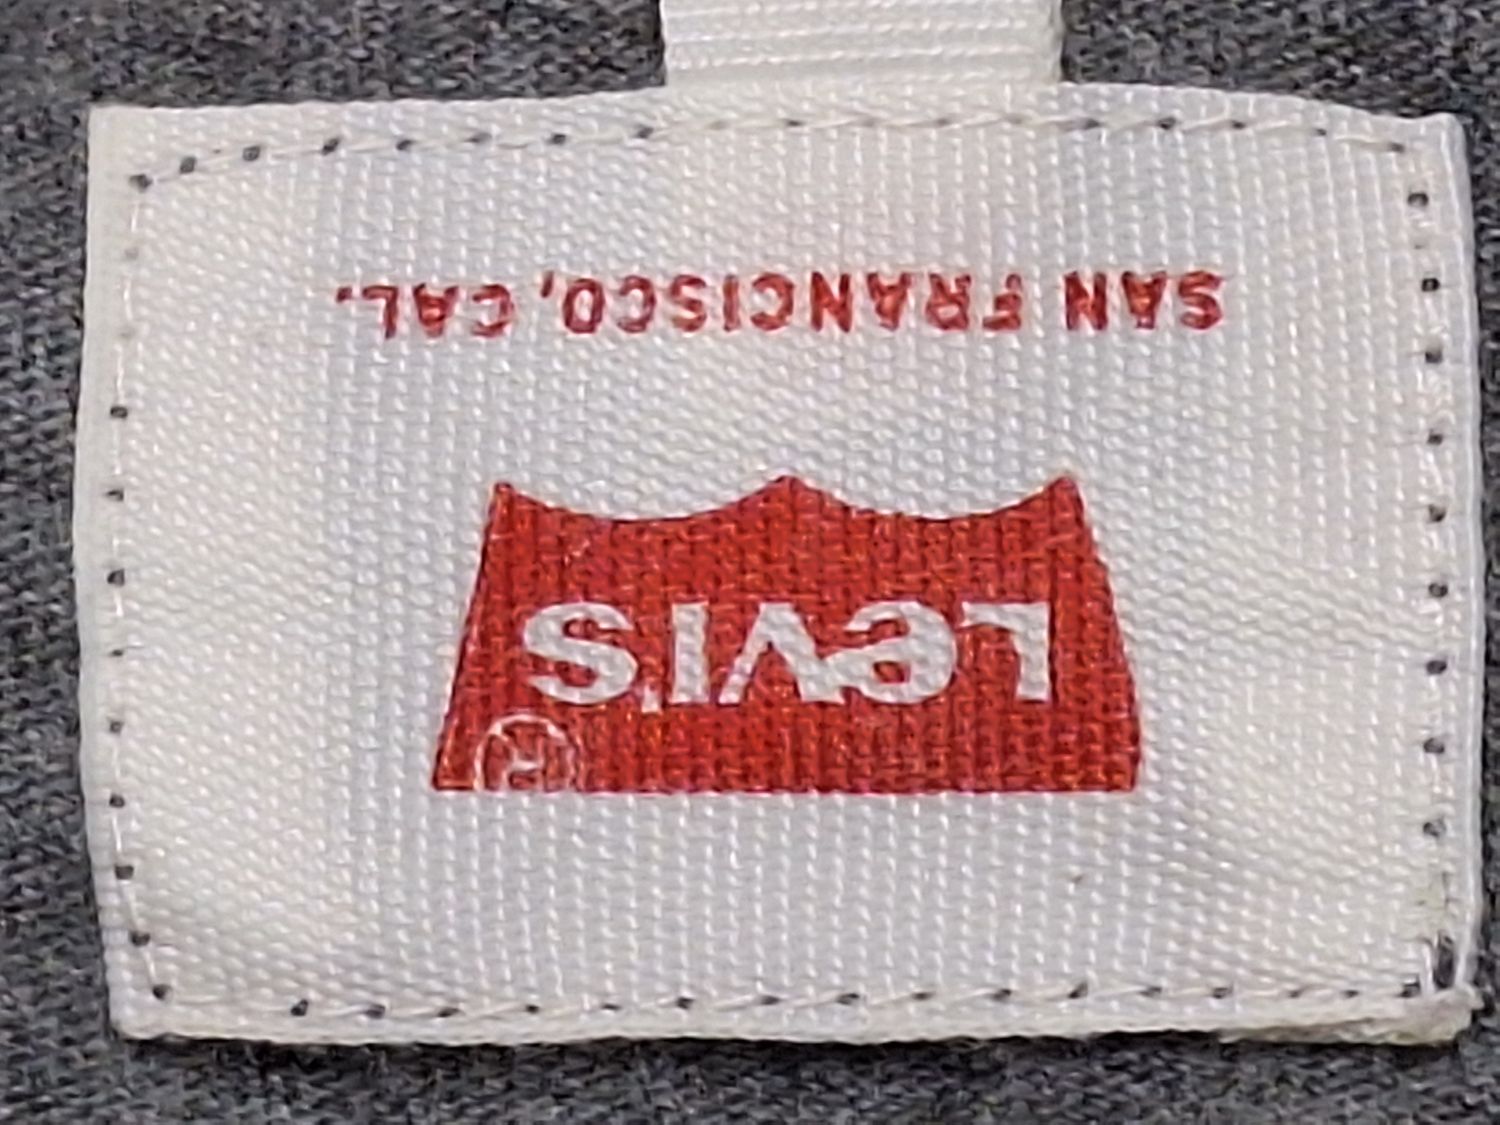 Levi's
®
SAN FRANCISCO, CAL.